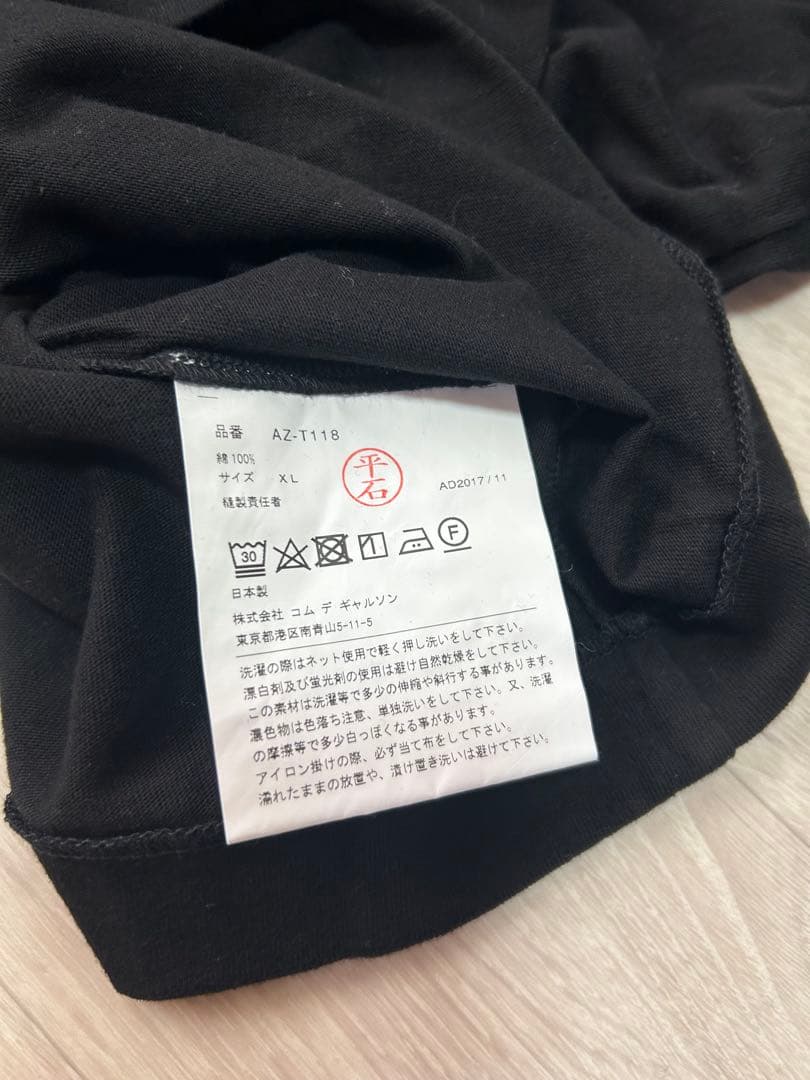 品番 AZ-T118
綿 100%
サイズ XL
縫製責任者
平石
AD2017 / 11
30
1
F
日本製
株式会社 コム デ ギャルソン
東京都港区南青山5-11-5
洗濯の際はネット使用で軽く押し洗いをして下さい。
漂白剤及び蛍光剤の使用は避け自然乾燥をして下さい。
この素材は洗濯等で多少の伸縮や斜行する事があります。
濃色物は色落ち注意、単独洗いをして下さい。又、洗濯
の摩擦等で多少白っぽくなる事があります。
アイロン掛けの際、必ず当て布をして下さい。
濡れたままの放置や、漬け置き洗いは避けて下さい。